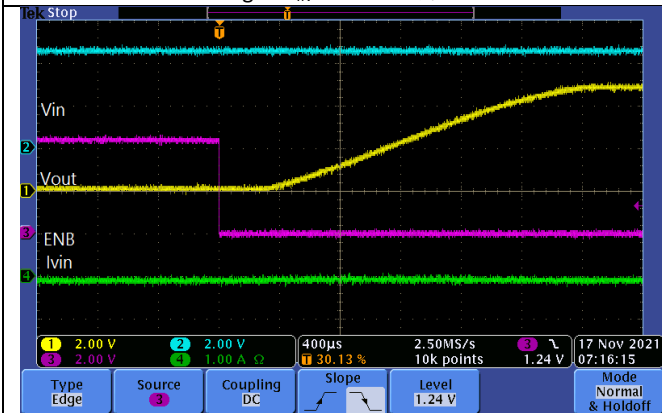 Tek Stop
Vin
Vout
ENB
Ivin
2
1
3
4
1 2.00 V 2 2.00 V 400µs 2.50MS/s 3 17 Nov 2021
3 2.00 V 4 1.00 A Ω 30.13 % 10k points 1.24 V 07:16:15
Type Source Coupling Slope Level Mode
Edge 3 DC 1.24 V Normal
& Holdoff